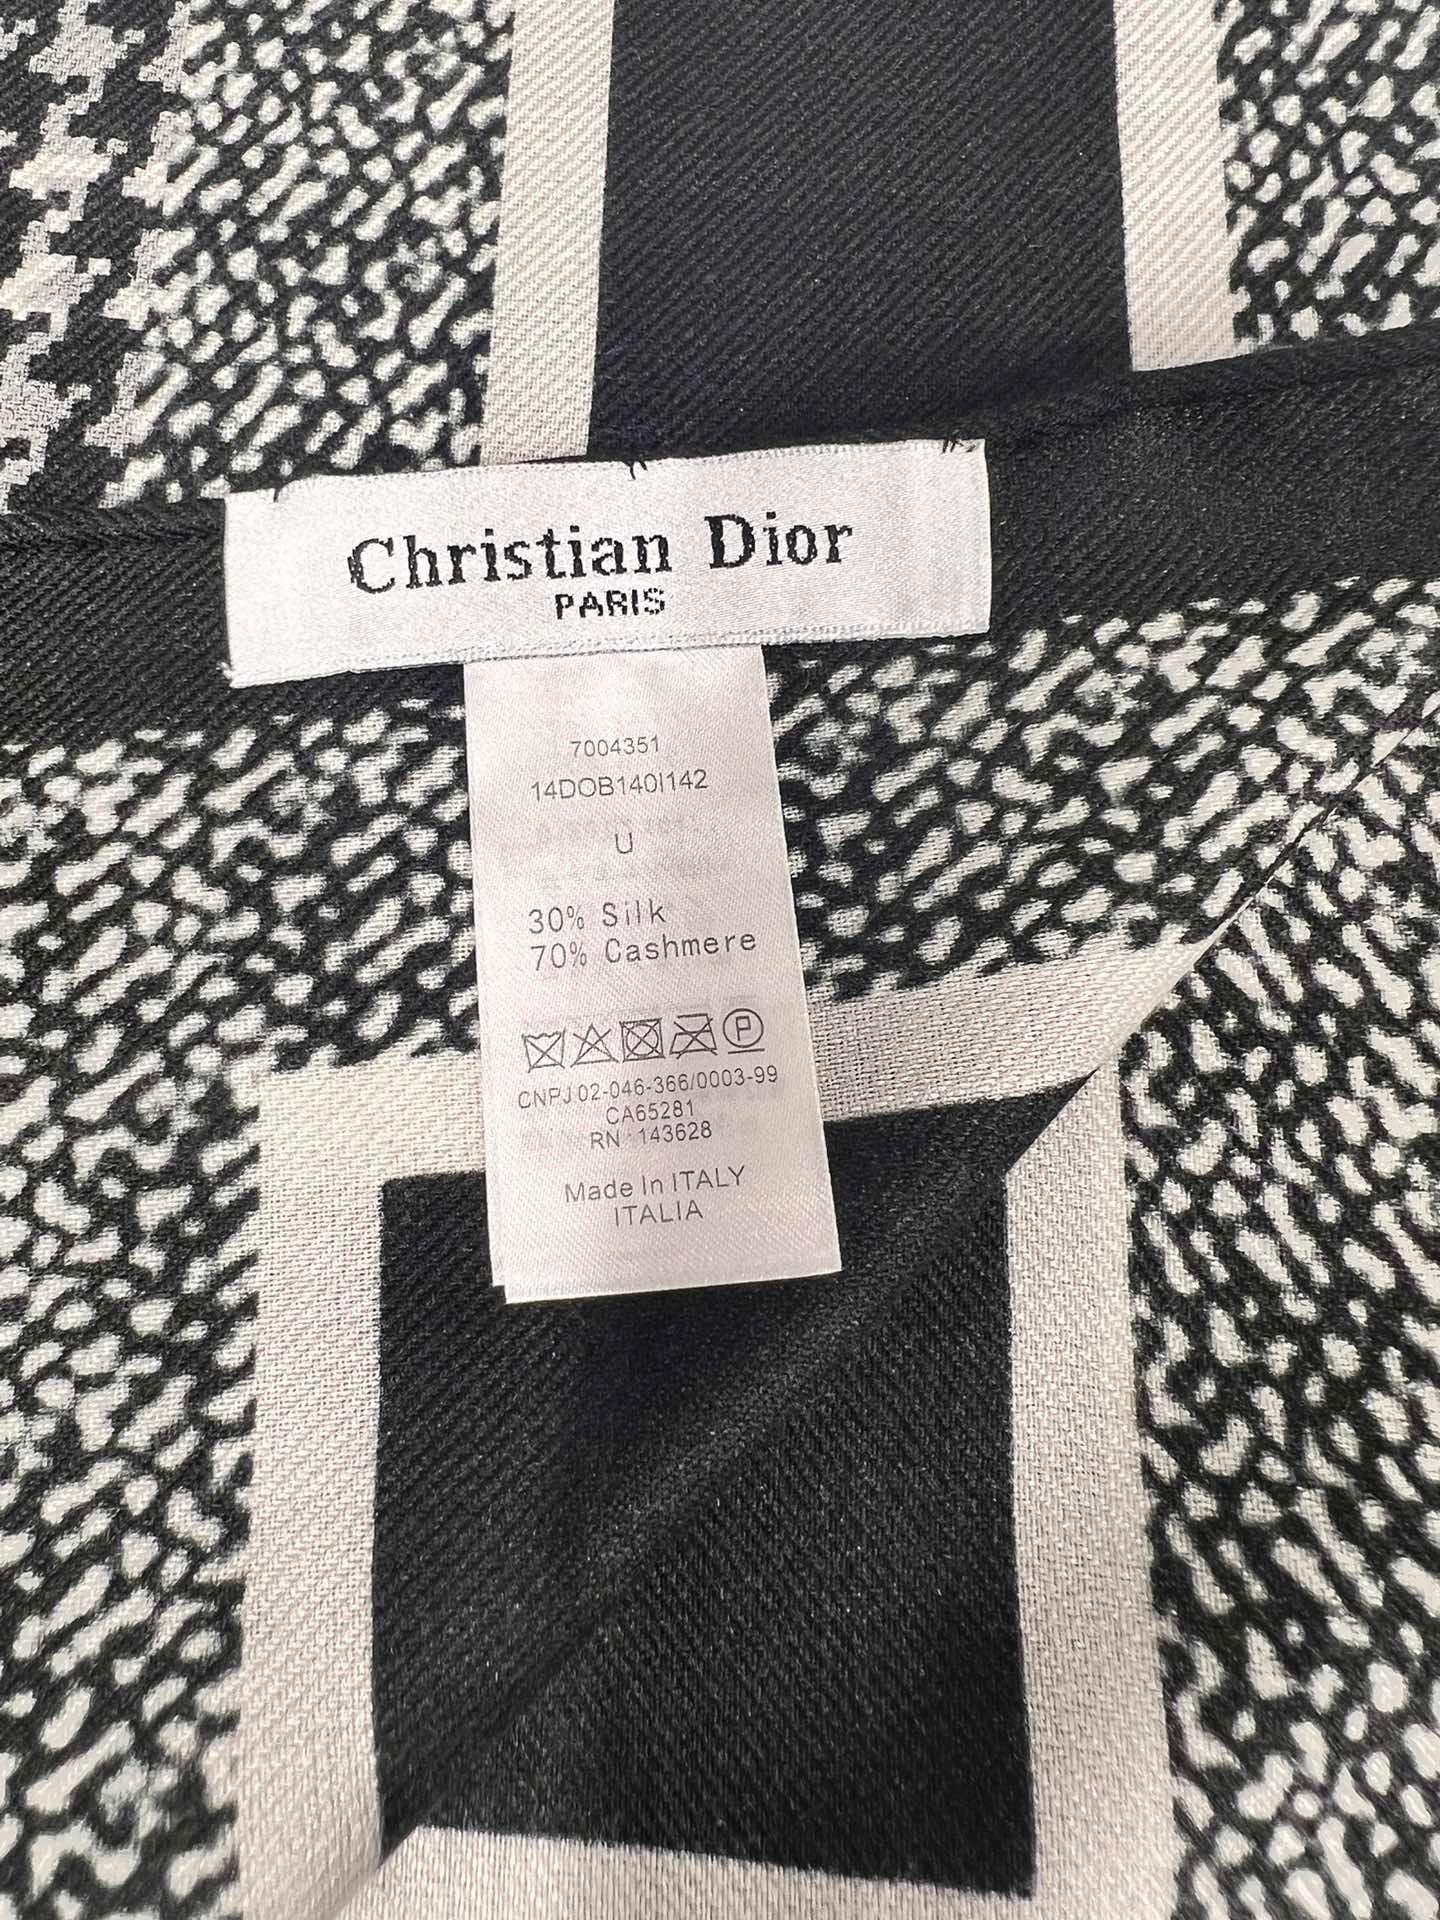 Christian Dior
PARIS
7004351
14DOB140I142
U
30% Silk
70% Cashmere
P
CNPJ 02-046-366/0003-99
CA65281
RN : 143628
Made In ITALY
ITALIA